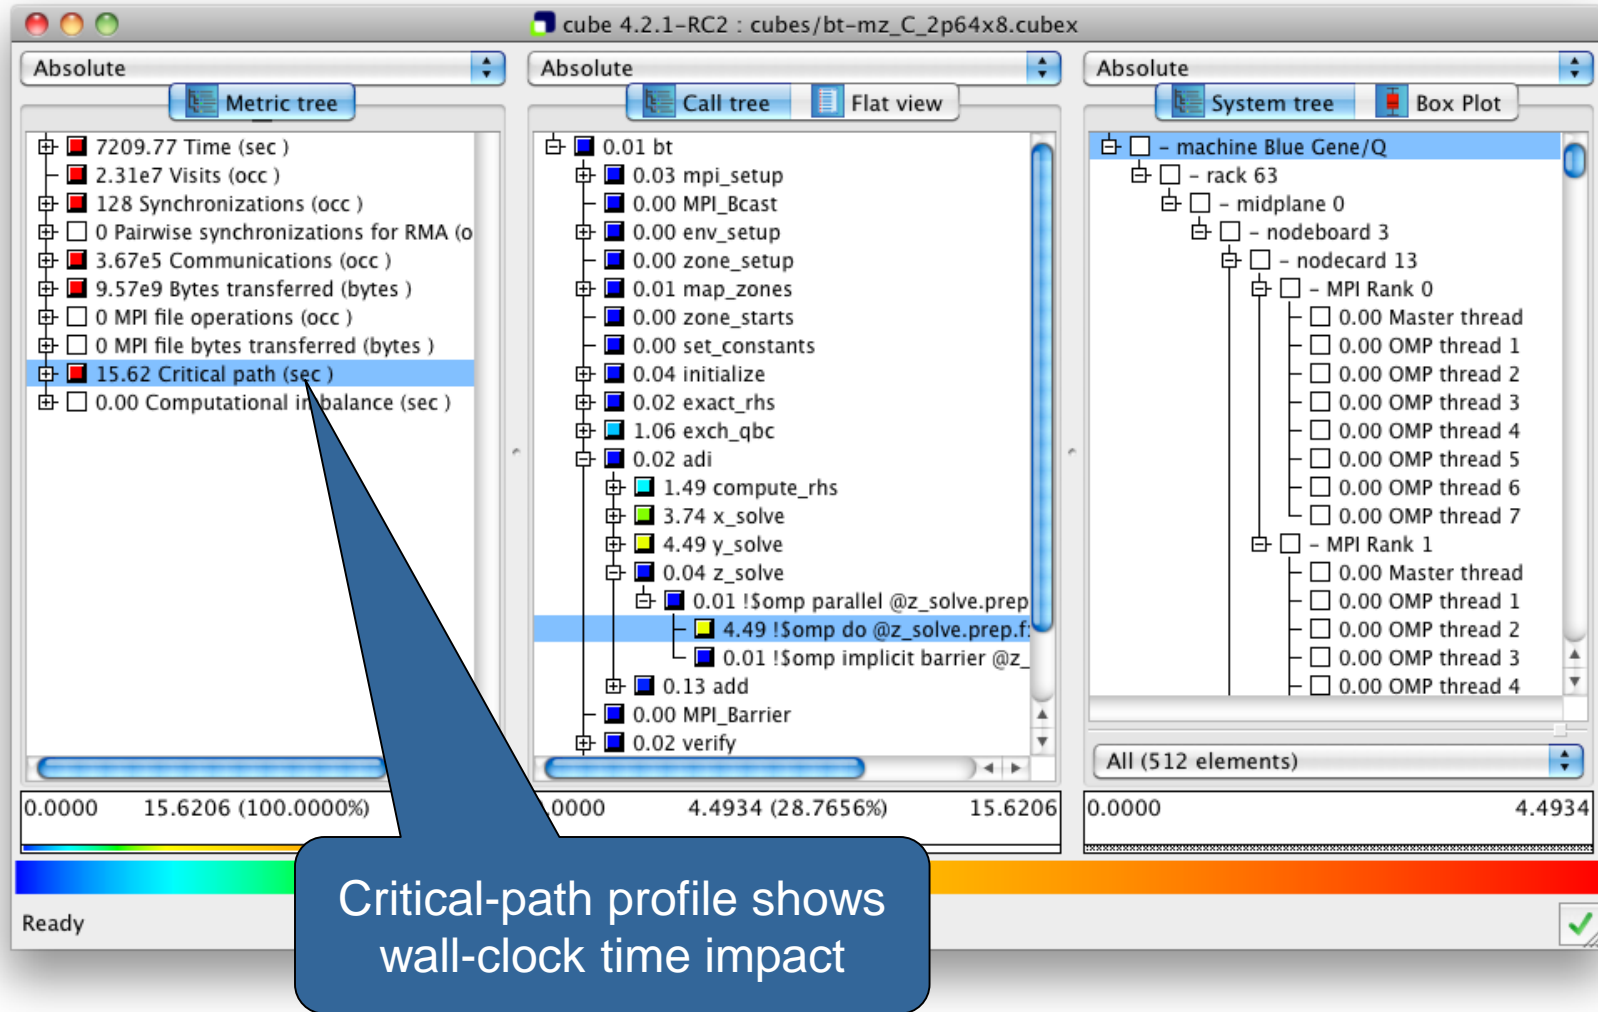 cube 4.2.1-RC2 : cubes/bt-mz_C_2p64x8.cubex
Absolute
Metric tree
7209.77 Time (sec )
2.31e7 Visits (occ )
128 Synchronizations (occ )
0 Pairwise synchronizations for RMA (o
3.67e5 Communications (occ )
9.57e9 Bytes transferred (bytes )
0 MPI file operations (occ )
0 MPI file bytes transferred (bytes )
15.62 Critical path (sec )
0.00 Computational imbalance (sec )
0.0000 15.6206 (100.0000%)
Absolute
Call tree Flat view
0.01 bt
0.03 mpi_setup
0.00 MPI_Bcast
0.00 env_setup
0.00 zone_setup
0.01 map_zones
0.00 zone_starts
0.00 set_constants
0.04 initialize
0.02 exact_rhs
1.06 exch_qbc
0.02 adi
1.49 compute_rhs
3.74 x_solve
4.49 y_solve
0.04 z_solve
0.01 !$omp parallel @z_solve.prep
4.49 !$omp do @z_solve.prep.f:
0.01 !$omp implicit barrier @z_
0.13 add
0.00 MPI_Barrier
0.02 verify
.0000 4.4934 (28.7656%) 15.6206
Absolute
System tree Box Plot
- machine Blue Gene/Q
- rack 63
- midplane 0
- nodeboard 3
- nodecard 13
- MPI Rank 0
0.00 Master thread
0.00 OMP thread 1
0.00 OMP thread 2
0.00 OMP thread 3
0.00 OMP thread 4
0.00 OMP thread 5
0.00 OMP thread 6
0.00 OMP thread 7
- MPI Rank 1
0.00 Master thread
0.00 OMP thread 1
0.00 OMP thread 2
0.00 OMP thread 3
0.00 OMP thread 4
All (512 elements)
0.0000 4.4934
Critical-path profile shows
wall-clock time impact
Ready